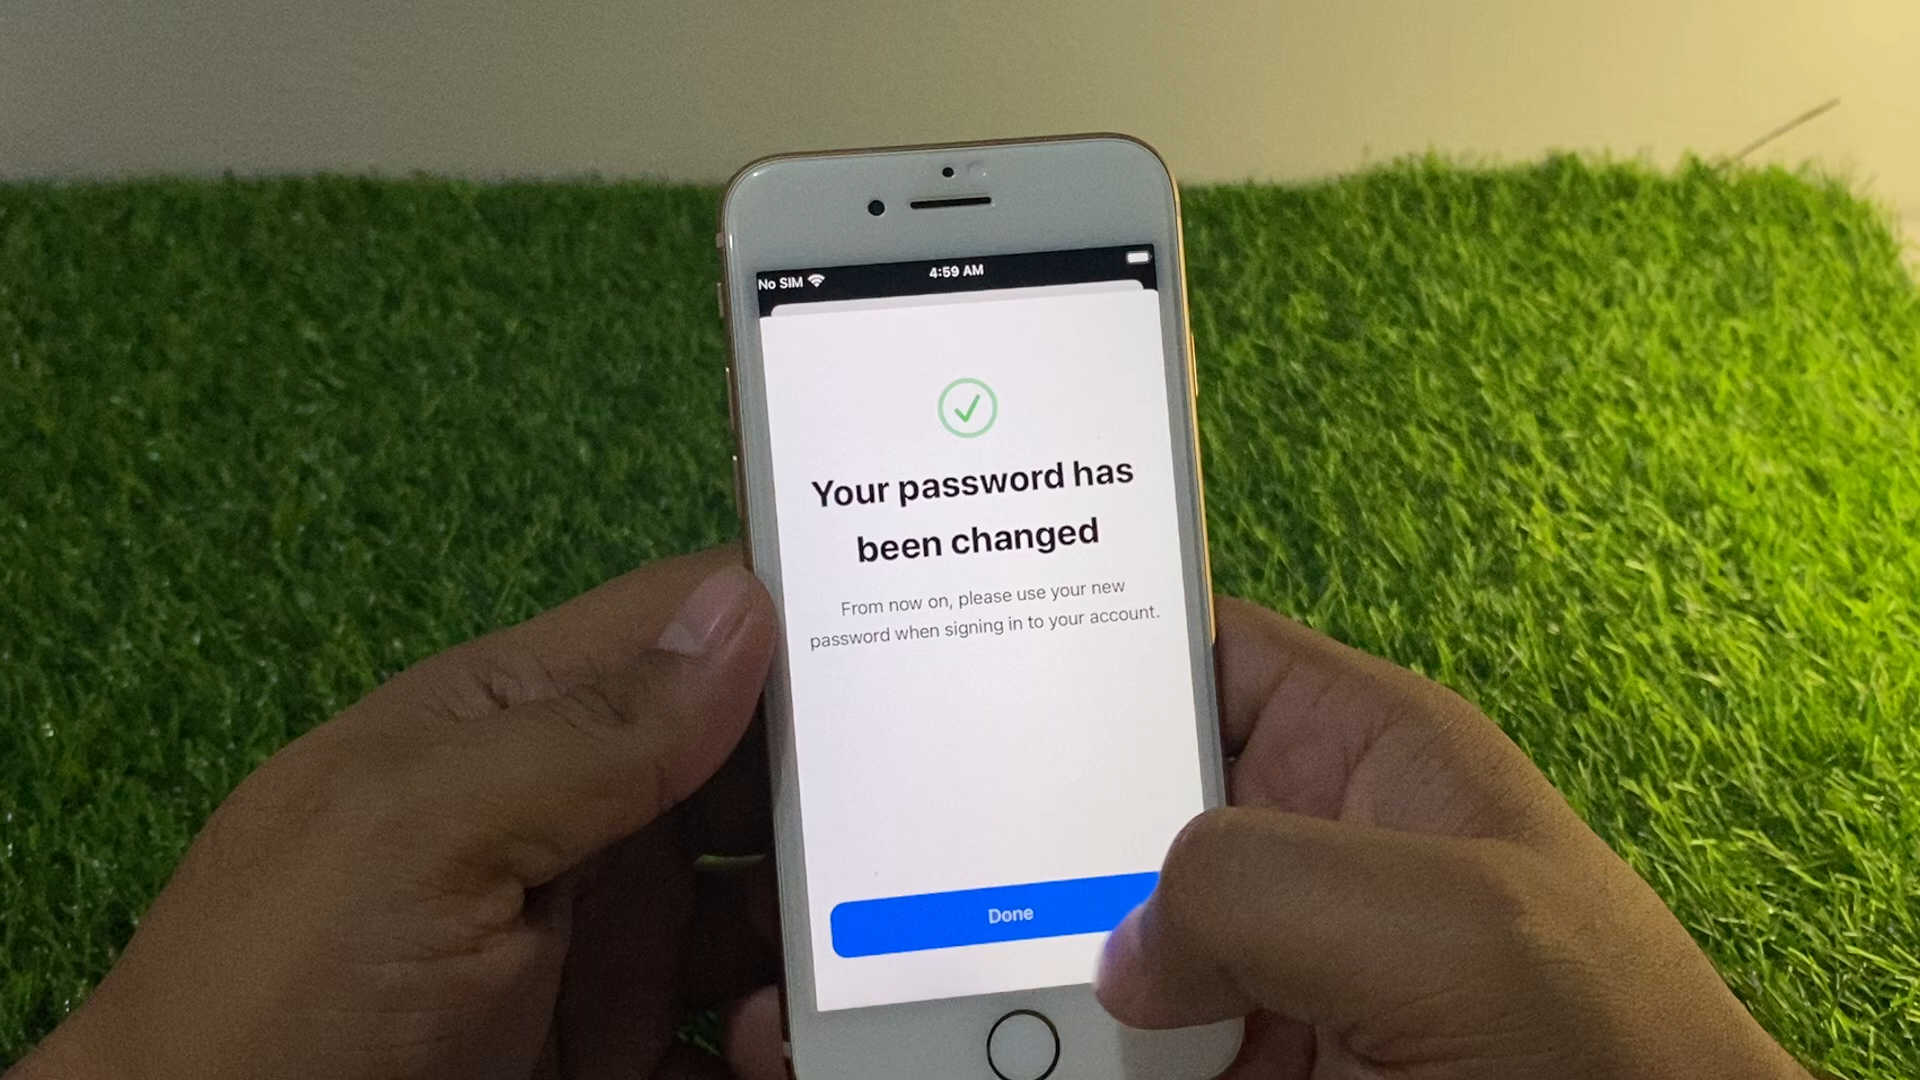 No SIM 4:59 AM
Your password has
been changed
From now on, please use your new
password when signing in to your account.
Done